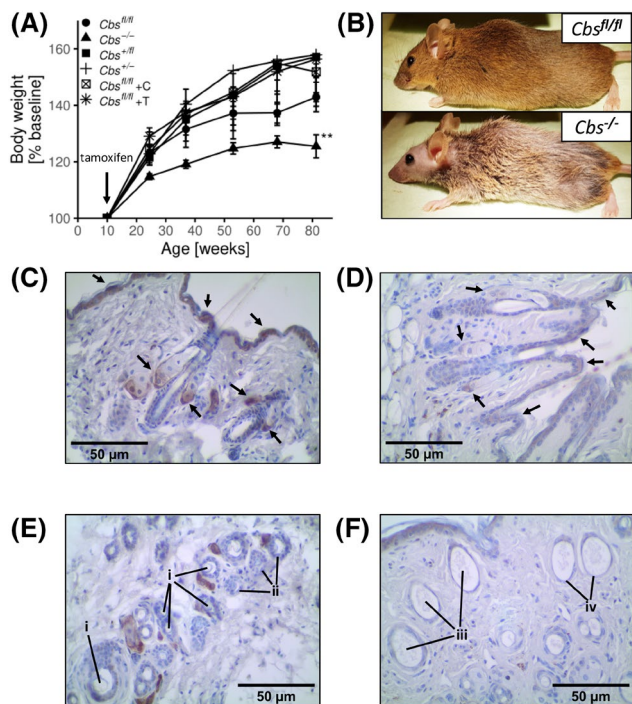 (A)
Cbs fl/fl
Cbs −/−
Cbs +/fl
Cbs +/−
Cbs fl/fl +C
Cbs fl/fl +T
Body weight
[% baseline]
160
140
120
100
tamoxifen
**
0 10 20 30 40 50 60 70 80 90
Age [weeks]
(B)
Cbs fl/fl
Cbs -/-
(C)
50 µm
(D)
50 µm
(E)
i
i
ii
50 µm
(F)
iii
iv
50 µm